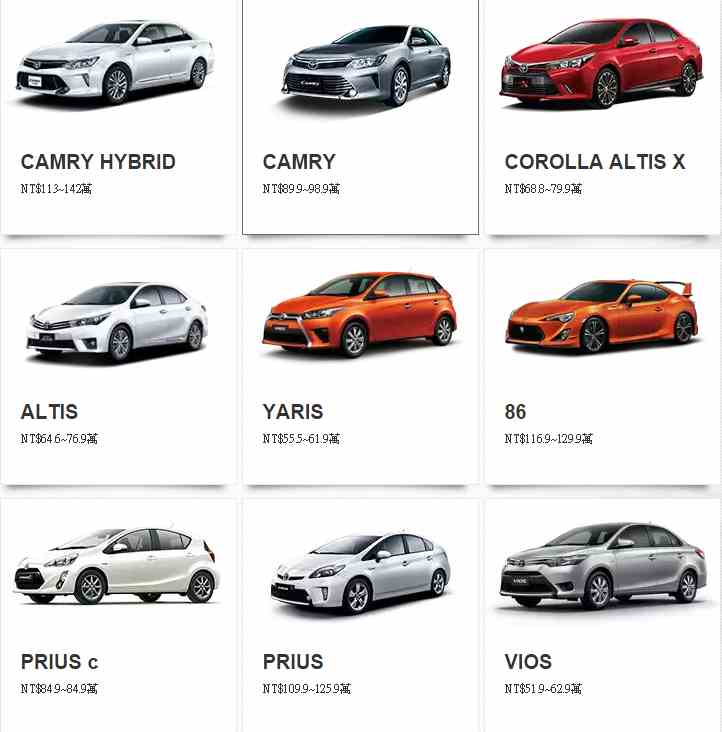 CAMRY HYBRID
NT$113~142萬
CAMRY
CAMRY
NT$89.9~98.9萬
COROLLA ALTIS X
NT$68.8~79.9萬
ALTIS
NT$64.6~76.9萬
YARIS
NT$55.5~61.9萬
86
NT$116.9~129.9萬
PRIUS c
NT$84.9~84.9萬
PRIUS
NT$109.9~125.9萬
VIOS
VIOS
NT$51.9~62.9萬